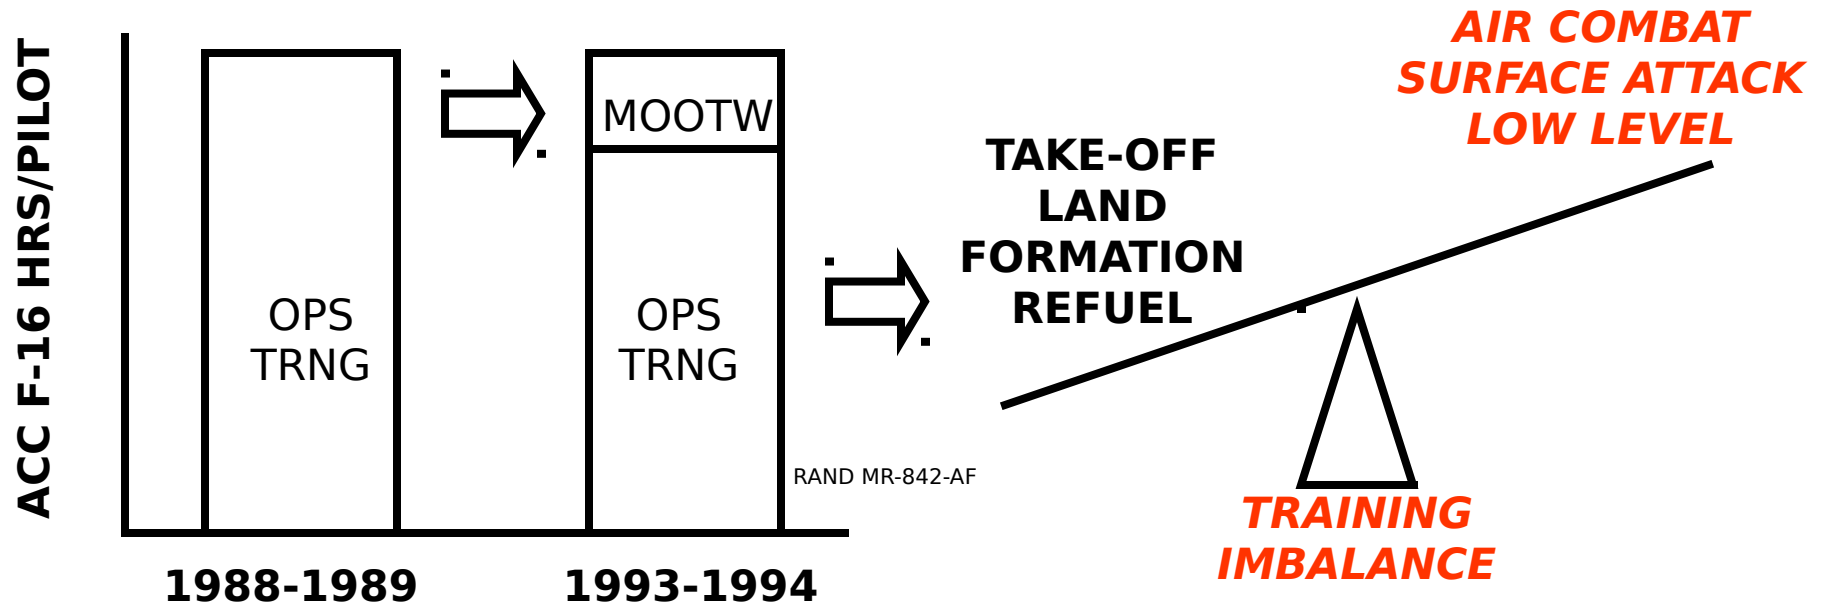 ACC F-16 HRS/PILOT
OPS
TRNG
1988-1989
MOOTW
OPS
TRNG
1993-1994
RAND MR-842-AF
TAKE-OFF
LAND
FORMATION
REFUEL
AIR COMBAT
SURFACE ATTACK
LOW LEVEL
TRAINING
IMBALANCE